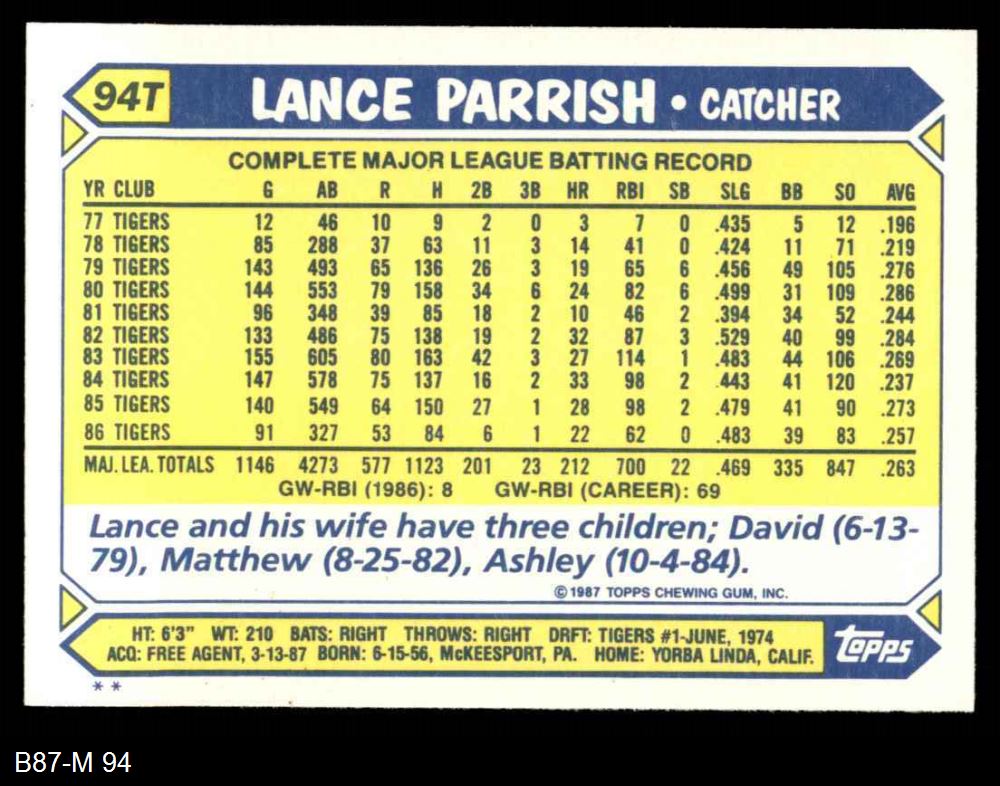 94T LANCE PARRISH • CATCHER
COMPLETE MAJOR LEAGUE BATTING RECORD
YR CLUB G AB R H 2B 3B HR RBI SB SLG BB SO AVG
77 TIGERS 12 46 10 9 2 0 3 7 0 .435 5 12 .196
78 TIGERS 85 288 37 63 11 3 14 41 0 .424 11 71 .219
79 TIGERS 143 493 65 136 26 3 19 65 6 .456 49 105 .276
80 TIGERS 144 553 79 158 34 6 24 82 6 .499 31 109 .286
81 TIGERS 96 348 39 85 18 2 10 46 2 .394 34 52 .244
82 TIGERS 133 486 75 138 19 2 32 87 3 .529 40 99 .284
83 TIGERS 155 605 80 163 42 3 27 114 1 .483 44 106 .269
84 TIGERS 147 578 75 137 16 2 33 98 2 .443 41 120 .237
85 TIGERS 140 549 64 150 27 1 28 98 2 .479 41 90 .273
86 TIGERS 91 327 53 84 6 1 22 62 0 .483 39 83 .257
MAJ. LEA. TOTALS 1146 4273 577 1123 201 23 212 700 22 .469 335 847 .263
GW-RBI (1986): 8 GW-RBI (CAREER): 69
Lance and his wife have three children; David (6-13-
79), Matthew (8-25-82), Ashley (10-4-84).
© 1987 TOPPS CHEWING GUM, INC.
HT: 6'3" WT: 210 BATS: RIGHT THROWS: RIGHT DRFT: TIGERS #1-JUNE, 1974
ACQ: FREE AGENT, 3-13-87 BORN: 6-15-56, McKEESPORT, PA. HOME: YORBA LINDA, CALIF.
topps
* *
B87-M 94